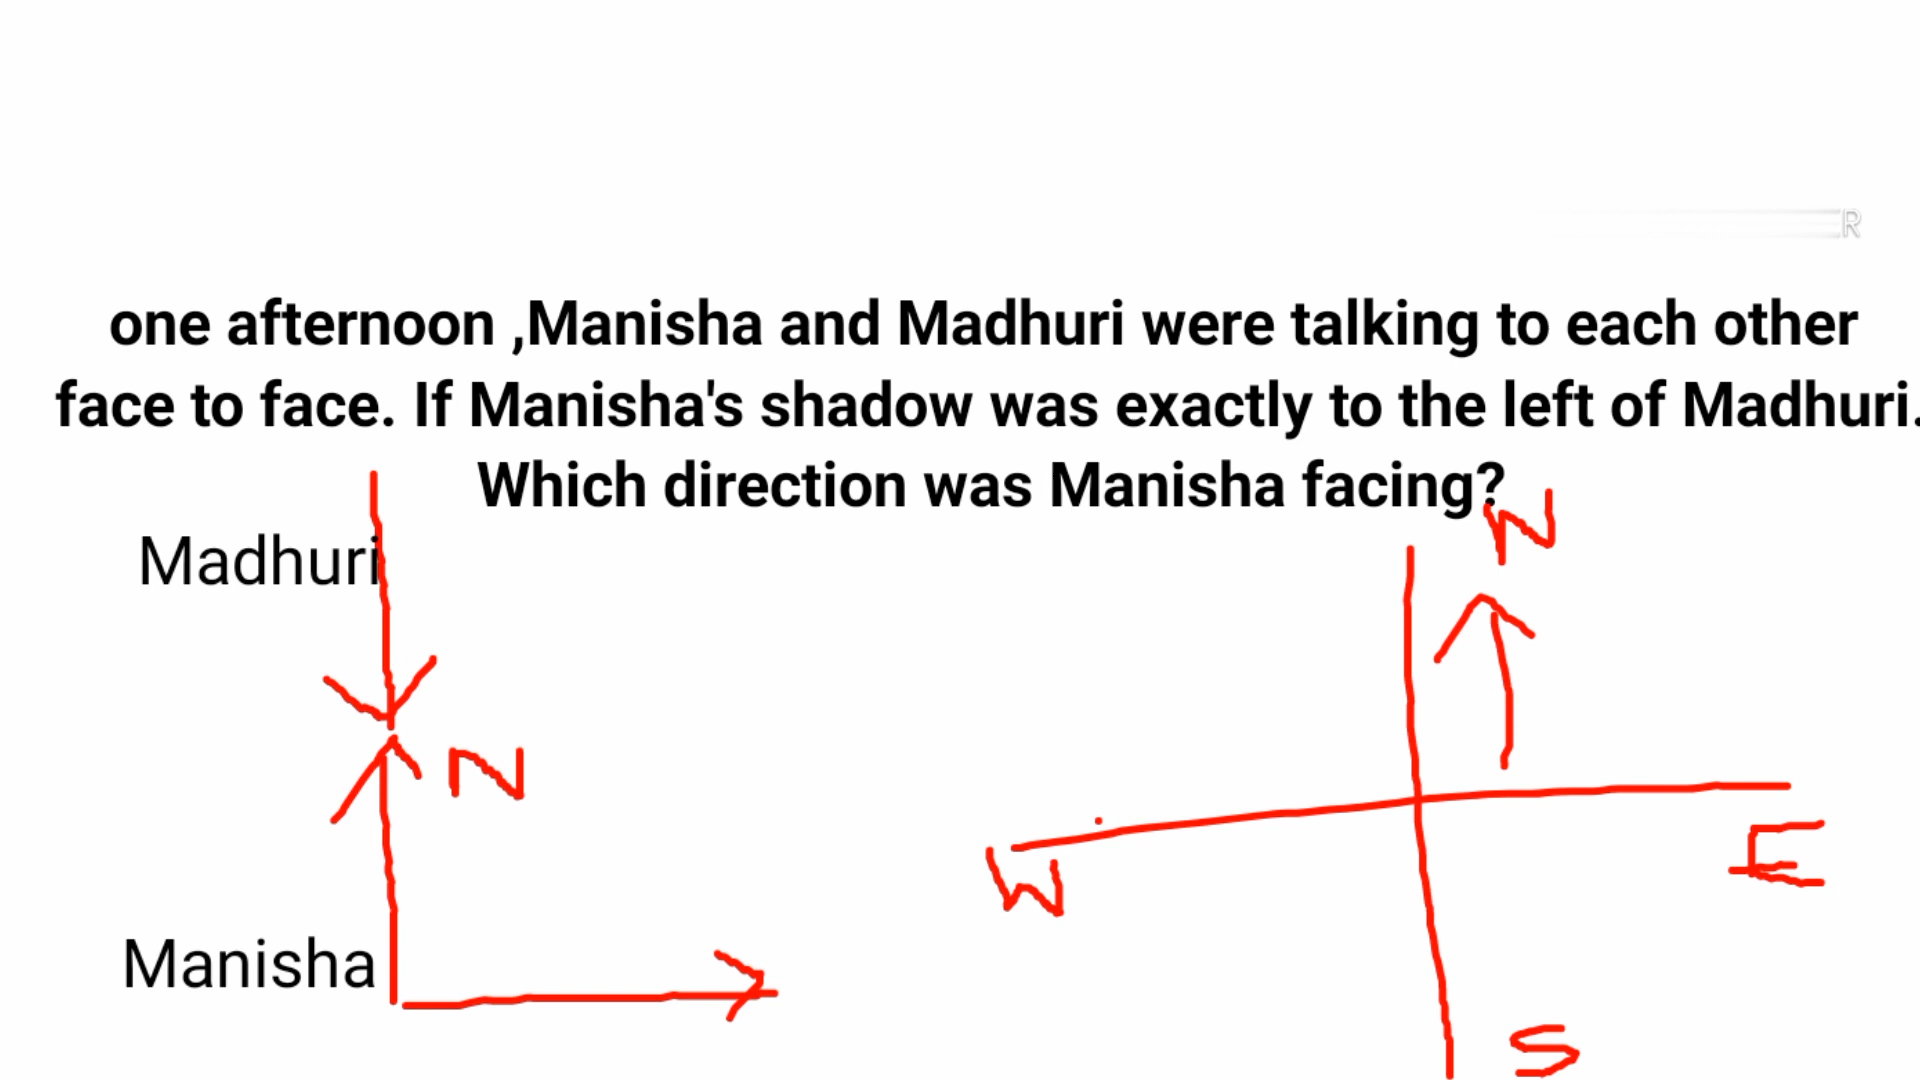 R
one afternoon ,Manisha and Madhuri were talking to each other
face to face. If Manisha's shadow was exactly to the left of Madhuri.
Which direction was Manisha facing?
N
Madhuri
N
W
E
Manisha
S